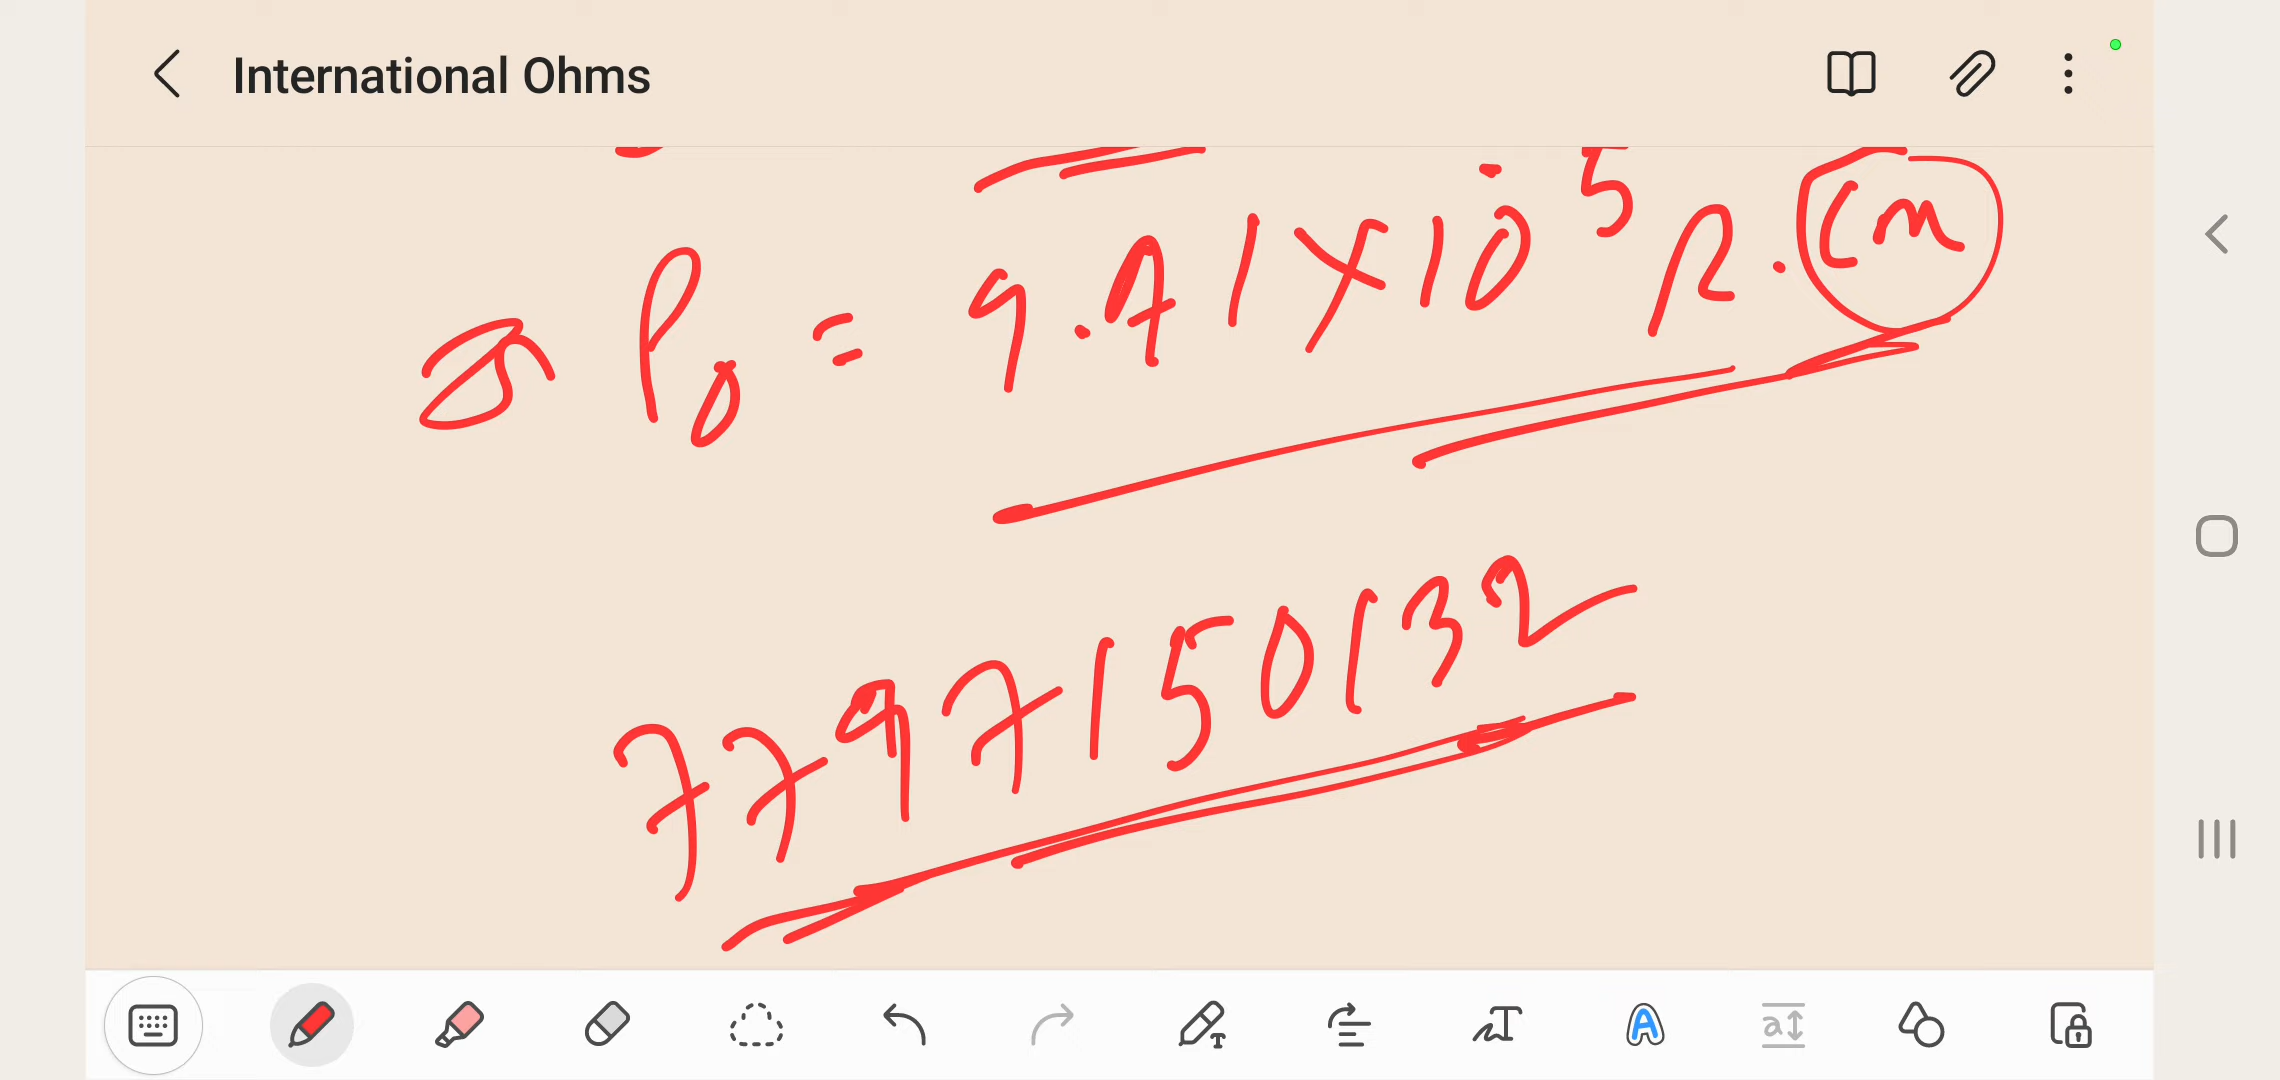 International Ohms
⇒ ρ₀ = 9.41×10⁻⁵ Ω.cm
7797150132
T
T
A
a